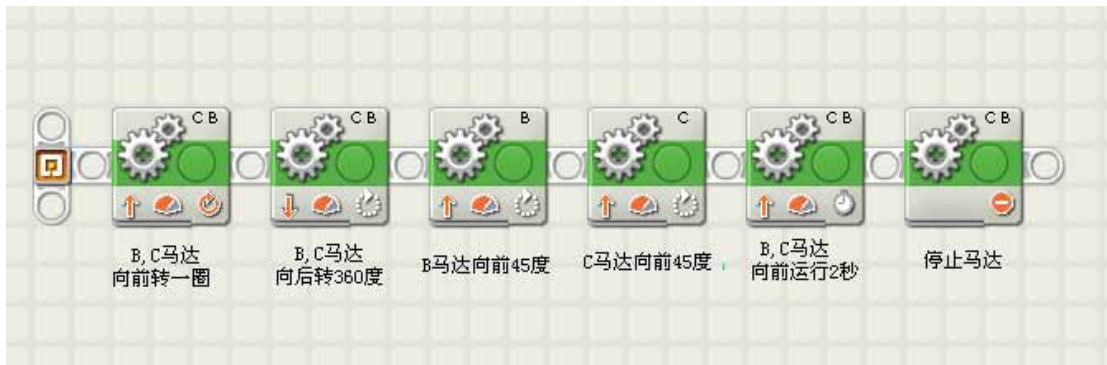 C B
C B
B
C
C B
C B
B,C马达
向前转一圈
B,C马达
向后转360度
B马达向前45度
C马达向前45度
B,C马达
向前运行2秒
停止马达